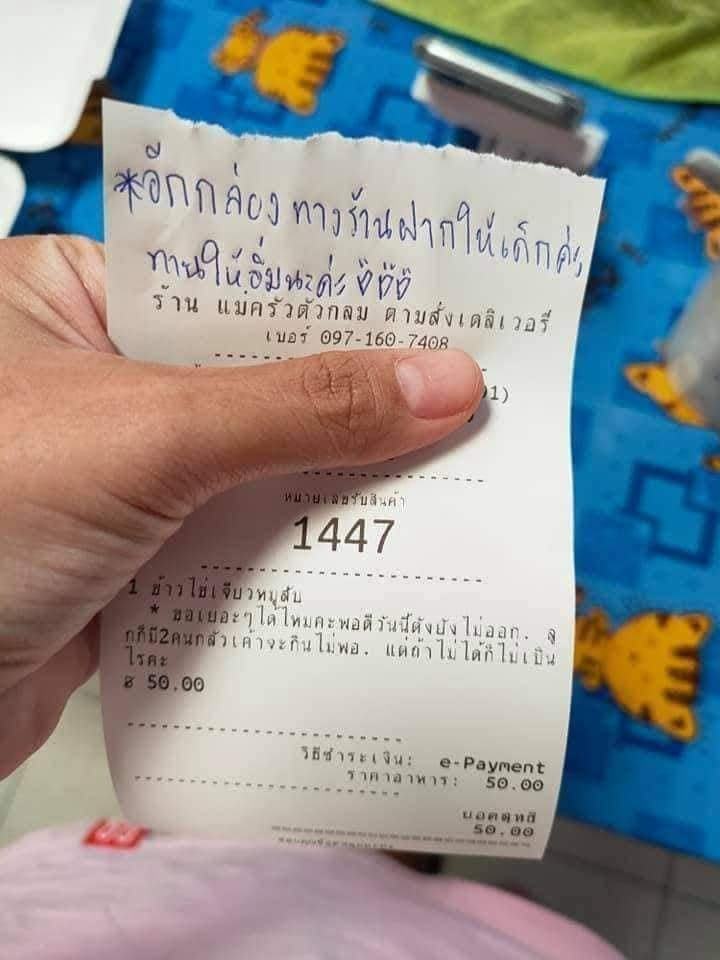 *อีกกล่อง ทางร้านฝากให้เด็กค่ะ
ทานให้อิ่มนะค่ะ
ร้าน แม่ครัวตัวกลม ตามสั่งเดลิเวอรี่
เบอร์ 097-160-7408
01)
หมายเลขรับสินค้า
1447
1 ข้าวไข่เจียวหมูสับ
* ขอเยอะๆได้ไหมคะพอดีวันนี้ตังยังไม่ออก. ลู
กก็มี2คนกลัวเค้าจะกินไม่พอ. แต่ถ้าไม่ได้ก็ไม่เป็น
ไรคะ
฿ 50.00
วิธีชำระเงิน: e-Payment
ราคาอาหาร: 50.00
ยอดสุทธิ
50.00